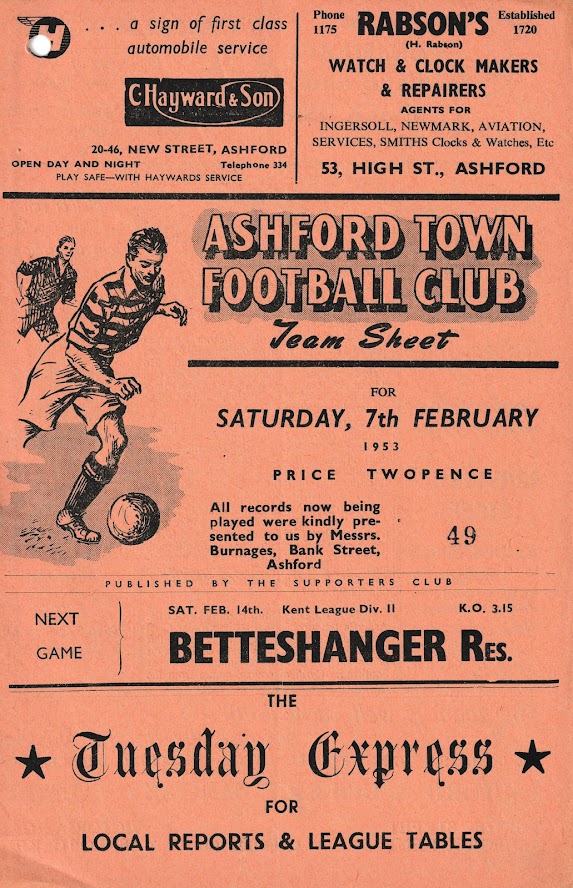 H
. . . . a sign of first class
automobile service
C. Hayward & Son
20-46, NEW STREET, ASHFORD
OPEN DAY AND NIGHT Telephone 334
PLAY SAFE—WITH HAYWARDS SERVICE
Phone 1175
RABSON'S
Established 1720
(H. Rabson)
WATCH & CLOCK MAKERS
& REPAIRERS
AGENTS FOR
INGERSOLL, NEWMARK, AVIATION,
SERVICES, SMITHS Clocks & Watches, Etc
53, HIGH ST., ASHFORD
ASHFORD TOWN
FOOTBALL CLUB
Team Sheet
FOR
SATURDAY, 7th FEBRUARY
1953
PRICE TWOPENCE
All records now being
played were kindly pre-
sented to us by Messrs.
Burnages, Bank Street,
Ashford
49
PUBLISHED BY THE SUPPORTERS CLUB
NEXT
GAME
SAT. FEB. 14th. Kent League Div. II K.O. 3.15
BETTESHANGER RES.
THE
★ Tuesday Express ★
FOR
LOCAL REPORTS & LEAGUE TABLES